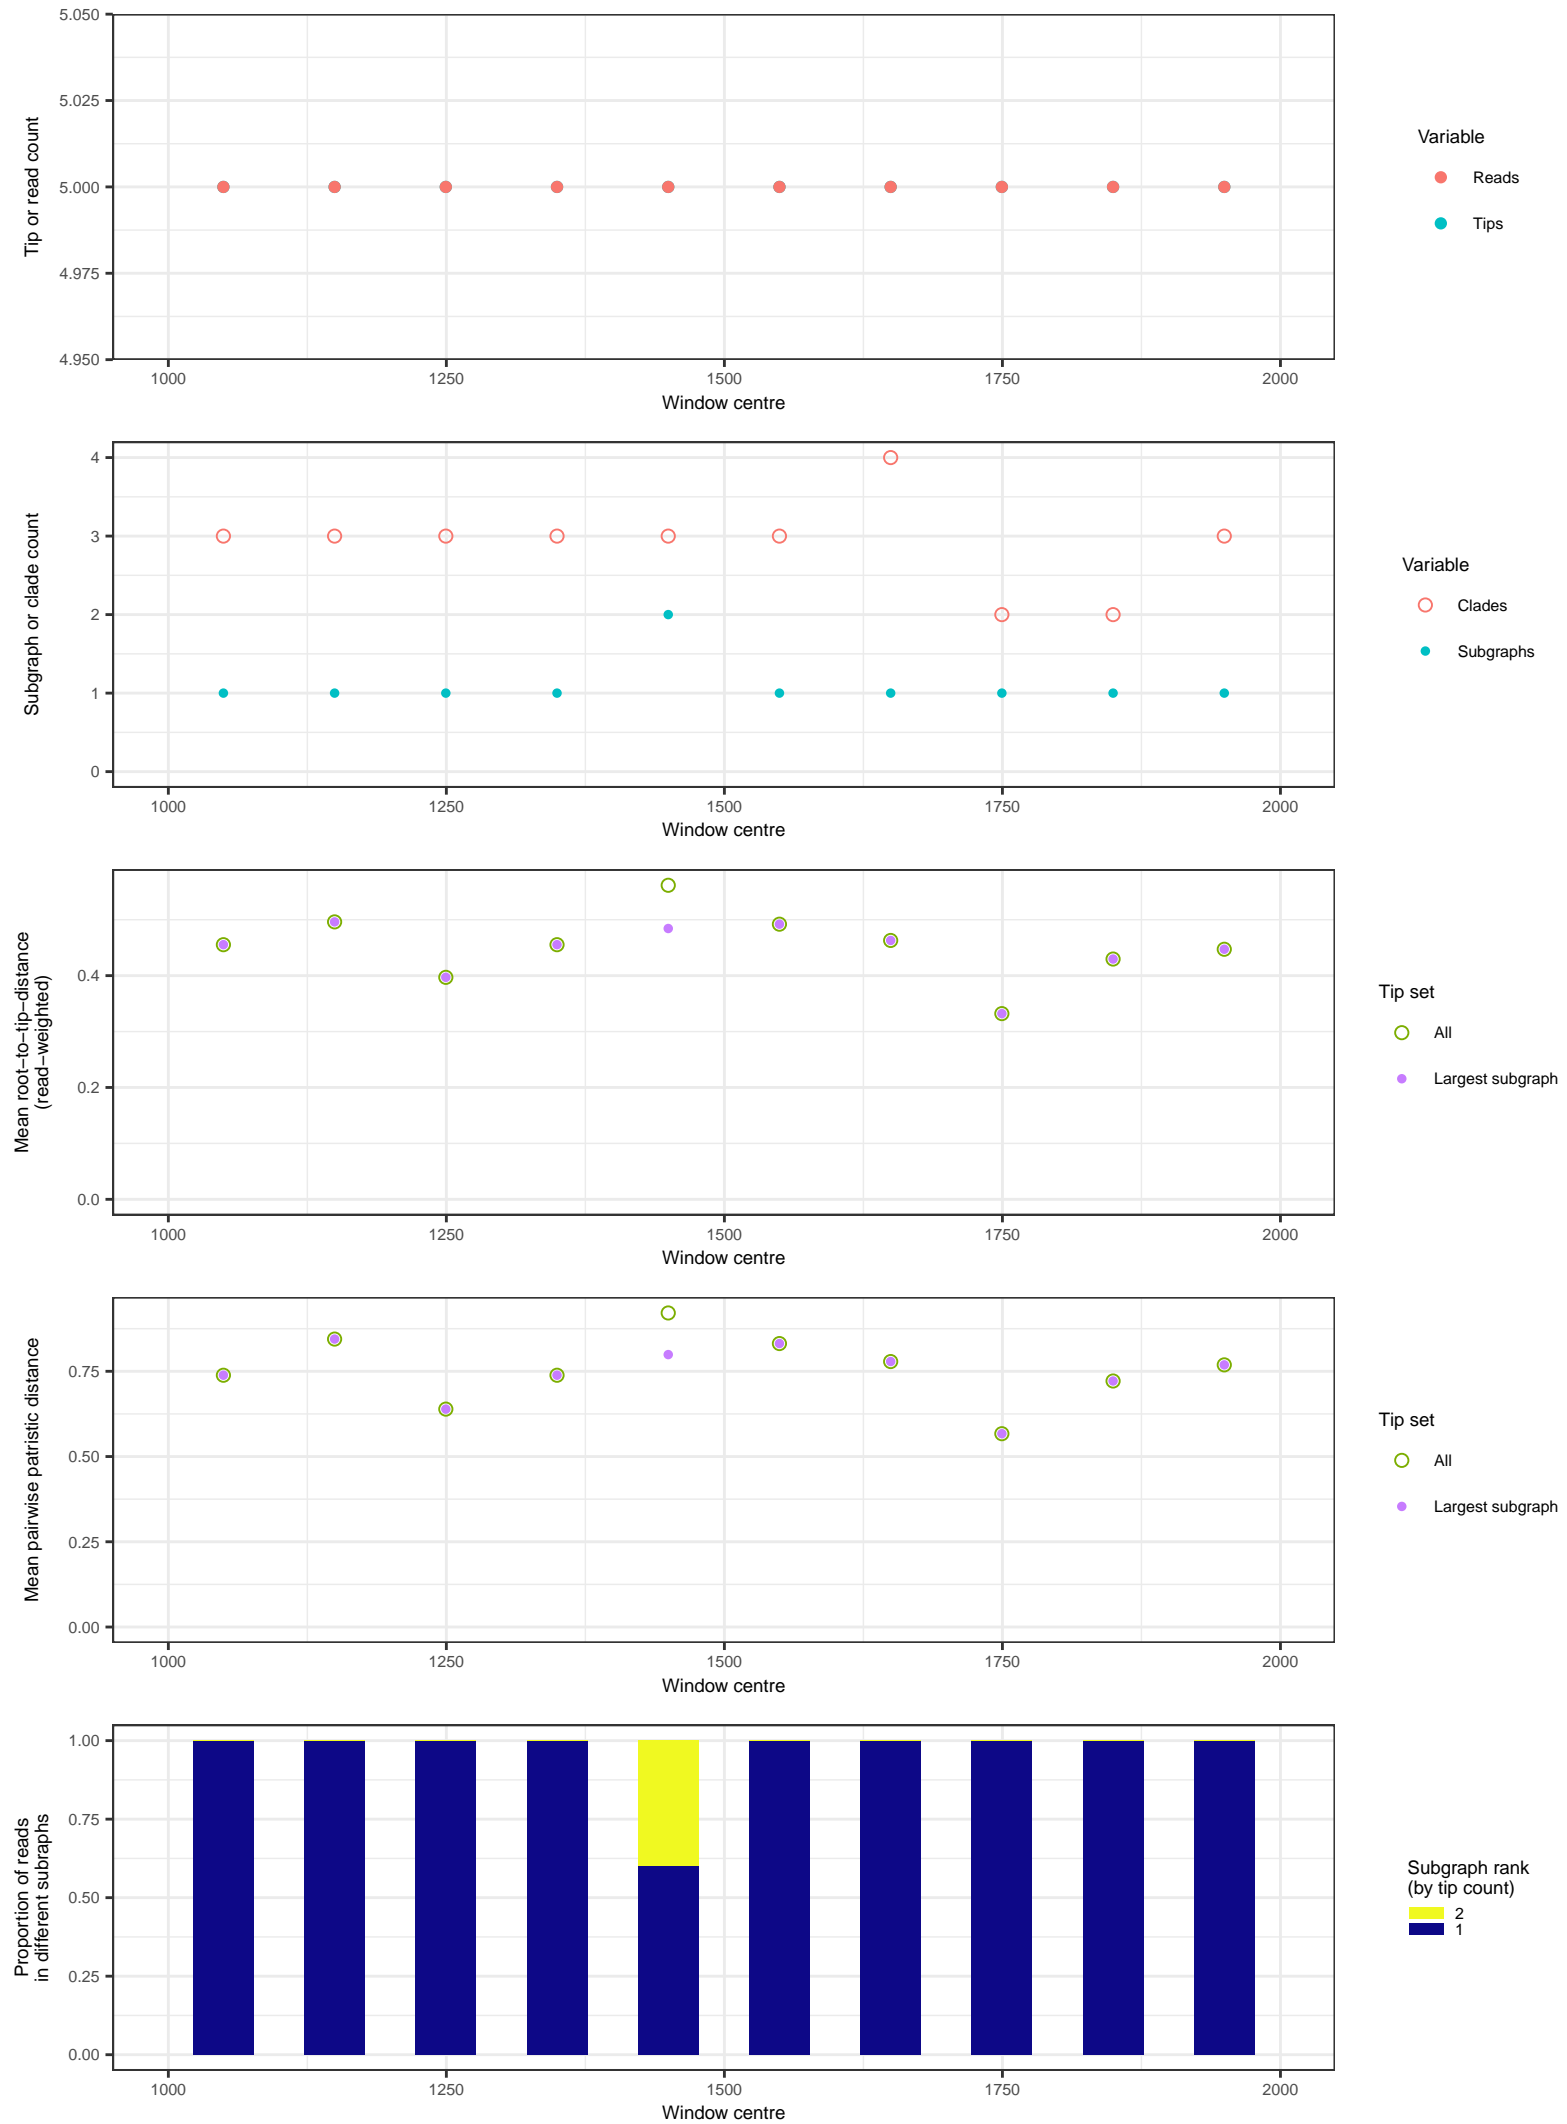 5.050
5.025
5.000
4.975
4.950
Tip or read count
1000 1250 1500 1750 2000
Window centre
Variable
Reads
Tips
4
3
2
1
0
Subgraph or clade count
1000 1250 1500 1750 2000
Window centre
Variable
Clades
Subgraphs
0.4
0.2
0.0
Mean root−to−tip−distance
(read−weighted)
1000 1250 1500 1750 2000
Window centre
Tip set
All
Largest subgraph
0.75
0.50
0.25
0.00
Mean pairwise patristic distance
1000 1250 1500 1750 2000
Window centre
Tip set
All
Largest subgraph
1.00
0.75
0.50
0.25
0.00
Proportion of reads
in different subraphs
1000 1250 1500 1750 2000
Window centre
Subgraph rank
(by tip count)
2
1